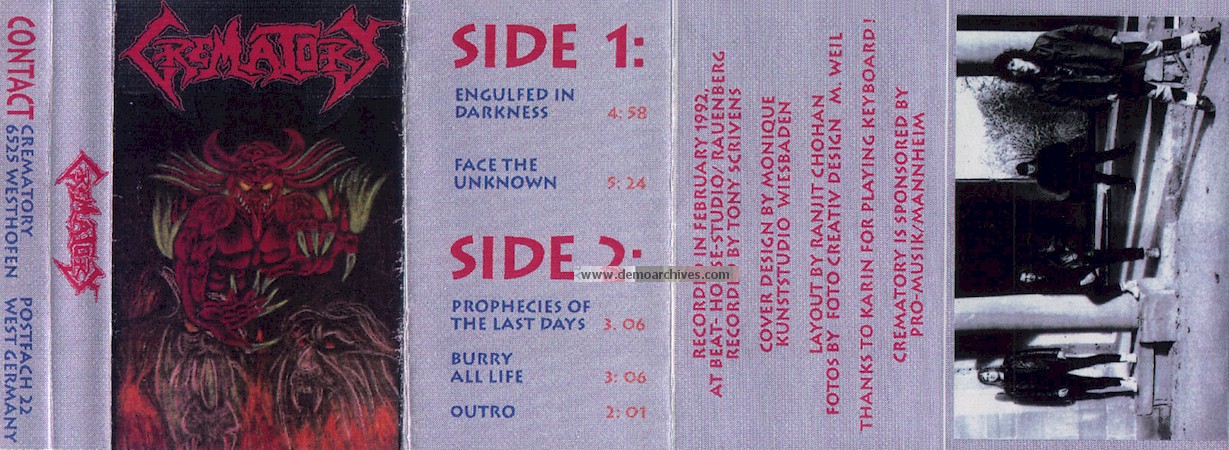 CONTACT
CREMATORY
6525 WESTHOFEN
POSTFACH 22
WEST GERMANY
CREMATORY
CREMATORY
SIDE 1:
ENGULFED IN
DARKNESS 4:58
FACE THE
UNKNOWN 5:24
SIDE 2:
PROPHECIES OF
THE LAST DAYS 3.06
BURRY
ALL LIFE 3:06
OUTRO 2:01
www.demoarchives.com
IN FEBRUARY 1992,
AT BEAT-HOUSE-STUDIO/RAUENBERG
BY TONY SCRIVENS
COVER DESIGN BY MONIQUE
KUNSTSTUDIO WIESBADEN
LAYOUT BY RANJIT CHOHAN
FOTOS BY FOTO CREATIV DESIGN M. WEIL
THANKS TO KARIN FOR PLAYING KEYBOARD!
CREMATORY IS SPONSORED BY
PRO-MUSIK/MANNHEIM